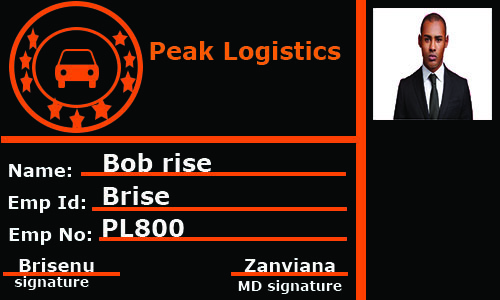 Peak Logistics
Name: Bob rise
Emp Id: Brise
Emp No: PL800
Brisenu Zanviana
signature MD signature